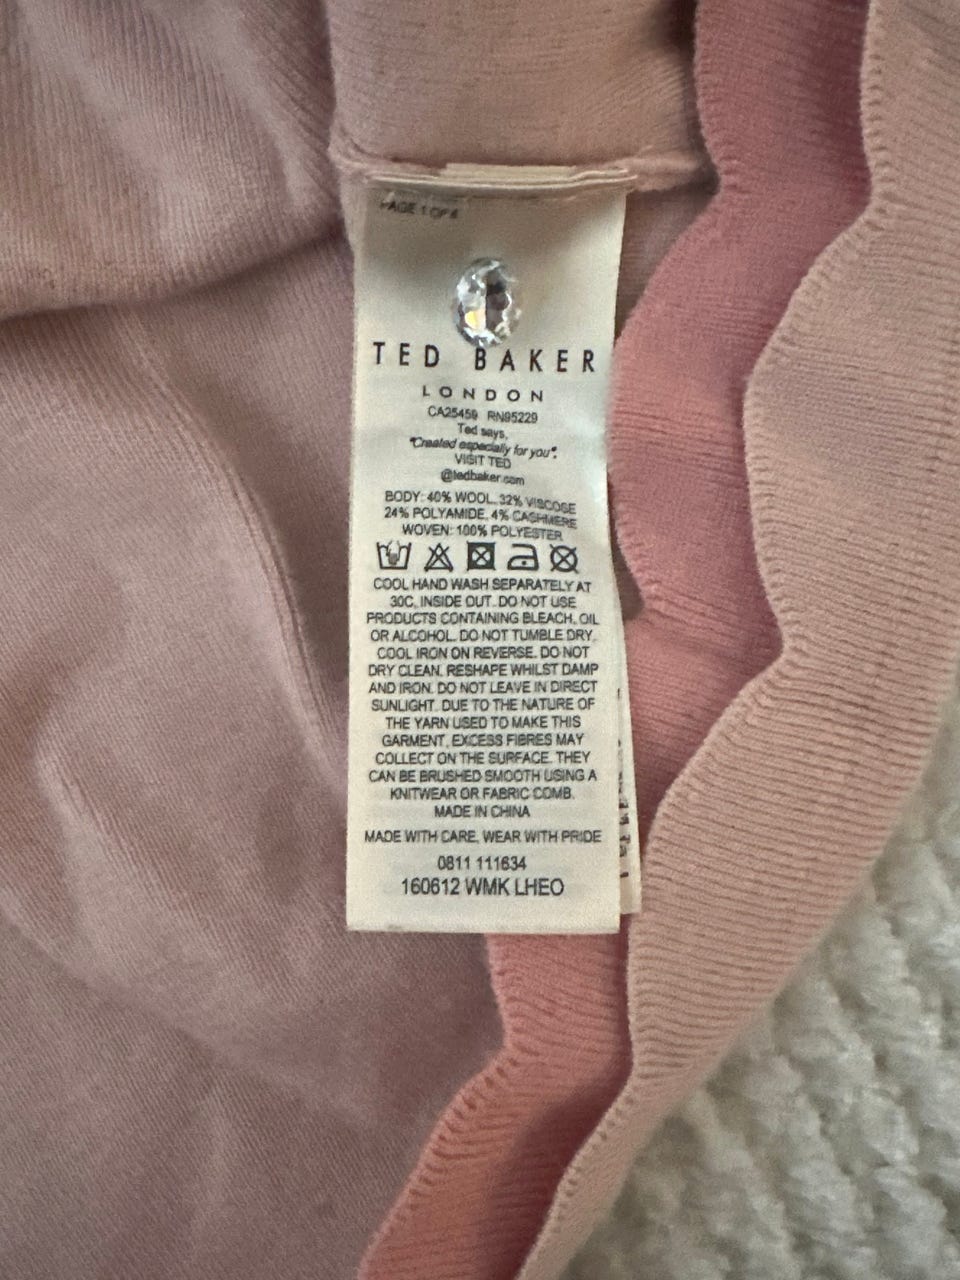 PAGE 1 OF 4
TED BAKER
LONDON
CA25459 RN95229
Ted says,
"Created especially for you".
VISIT TED
@tedbaker.com
BODY: 40% WOOL, 32% VISCOSE
24% POLYAMIDE, 4% CASHMERE
WOVEN: 100% POLYESTER
COOL HAND WASH SEPARATELY AT
30C, INSIDE OUT. DO NOT USE
PRODUCTS CONTAINING BLEACH, OIL
OR ALCOHOL. DO NOT TUMBLE DRY.
COOL IRON ON REVERSE. DO NOT
DRY CLEAN. RESHAPE WHILST DAMP
AND IRON. DO NOT LEAVE IN DIRECT
SUNLIGHT. DUE TO THE NATURE OF
THE YARN USED TO MAKE THIS
GARMENT, EXCESS FIBRES MAY
COLLECT ON THE SURFACE. THEY
CAN BE BRUSHED SMOOTH USING A
KNITWEAR OR FABRIC COMB.
MADE IN CHINA
MADE WITH CARE, WEAR WITH PRIDE
0811 111634
160612 WMK LHEO